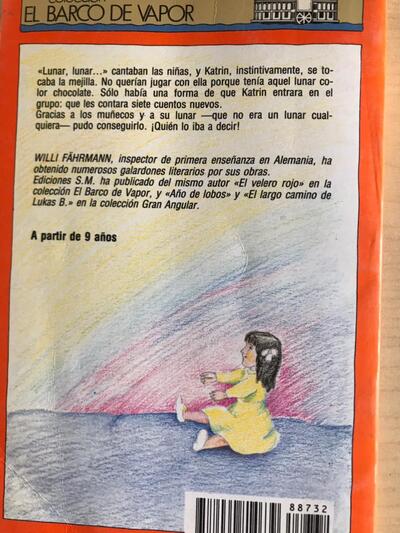 COLECCIÓN
EL BARCO DE VAPOR
«Lunar, lunar...» cantaban las niñas, y Katrin, instintivamente, se to-
caba la mejilla. No querían jugar con ella porque tenía aquel lunar co-
lor chocolate. Sólo había una forma de que Katrin entrara en el
grupo: que les contara siete cuentos nuevos.
Gracias a los muñecos y a su lunar —que no era un lunar cual-
quiera— pudo conseguirlo. ¡Quién lo iba a decir!
WILLI FÄHRMANN, inspector de primera enseñanza en Alemania, ha
obtenido numerosos galardones literarios por sus obras.
Ediciones S.M. ha publicado del mismo autor «El velero rojo» en la
colección El Barco de Vapor, y «Año de lobos» y «El largo camino de
Lukas B.» en la colección Gran Angular.
A partir de 9 años
88732